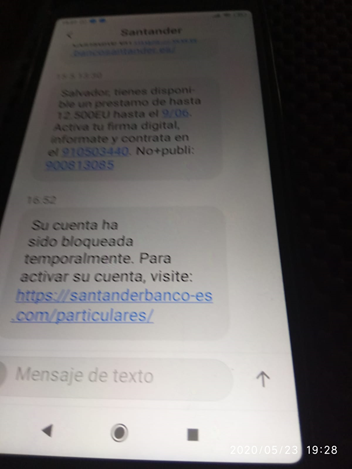 Santander
bancosantander.es/
Salvador, tienes disponi-
ble un prestamo de hasta
12.500EU hasta el 9/06.
Activa tu firma digital,
informate y contrata en
el 910503440. No+publi:
900813085
16:52
Su cuenta ha
sido bloqueada
temporalmente. Para
activar su cuenta, visite:
https://santanderbanco-es
.com/particulares/
Mensaje de texto
2020/05/23 19:28